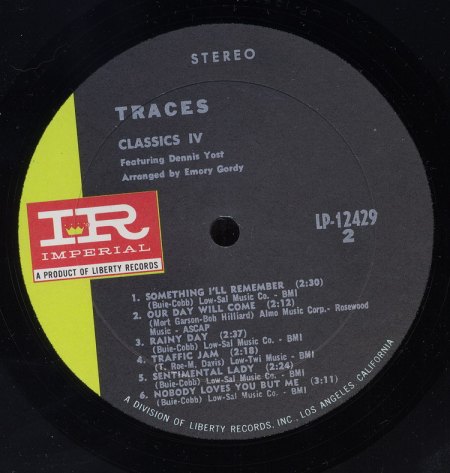 STEREO
TRACES
CLASSICS IV
Featuring Dennis Yost
Arranged by Emory Gordy
LP-12429
2
IR
IMPERIAL
A PRODUCT OF LIBERTY RECORDS
1. SOMETHING I'LL REMEMBER (2:30)
(Buie-Cobb) Low-Sal Music Co. - BMI
2. OUR DAY WILL COME (2:12)
(Mort Garson-Bob Hilliard) Almo Music Corp.- Rosewood
Music - ASCAP
3. RAINY DAY (2:37)
(Buie-Cobb) Low-Sal Music Co. - BMI
4. TRAFFIC JAM (2:18)
(T. Roe-M. Davis) Low-Twi Music - BMI
5. SENTIMENTAL LADY (2:24)
(Buie-Cobb) Low-Sal Music Co. - BMI
6. NOBODY LOVES YOU BUT ME (3:11)
(Buie-Cobb) Low-Sal Music Co. - BMI
A DIVISION OF LIBERTY RECORDS, INC., LOS ANGELES, CALIFORNIA